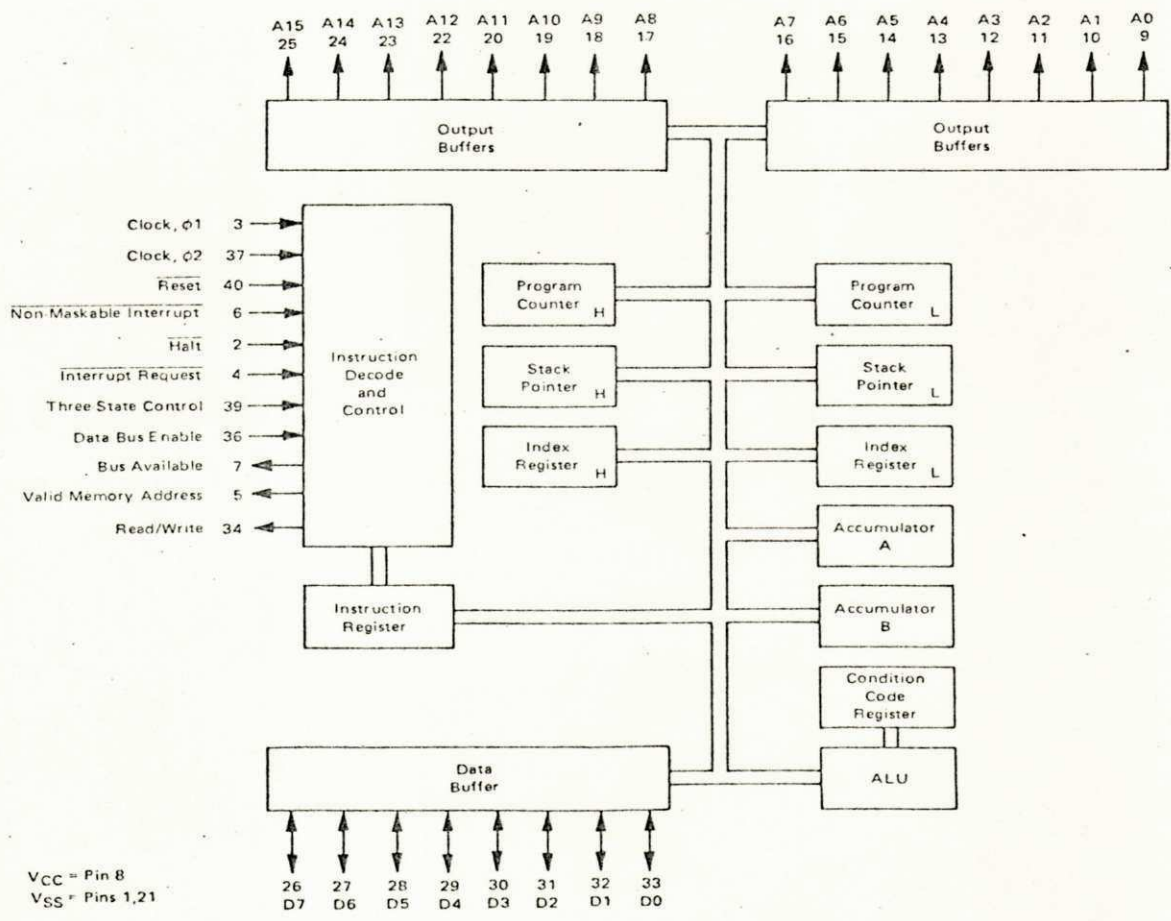 A15 A14 A13 A12 A11 A10 A9 A8 A7 A6 A5 A4 A3 A2 A1 A0
25 24 23 22 20 19 18 17 16 15 14 13 12 11 10 9
Output
Buffers
Output
Buffers
Clock, φ1 3
Clock, φ2 37
Reset 40
Non-Maskable Interrupt 6
Halt 2
Interrupt Request 4
Three State Control 39
Data Bus Enable 36
Bus Available 7
Valid Memory Address 5
Read/Write 34
Instruction
Decode
and
Control
Program
Counter H
Program
Counter L
Stack
Pointer H
Stack
Pointer L
Index
Register H
Index
Register L
Accumulator
A
Instruction
Register
Accumulator
B
Condition
Code
Register
ALU
Data
Buffer
26 27 28 29 30 31 32 33
D7 D6 D5 D4 D3 D2 D1 D0
VCC = Pin 8
VSS = Pins 1,21